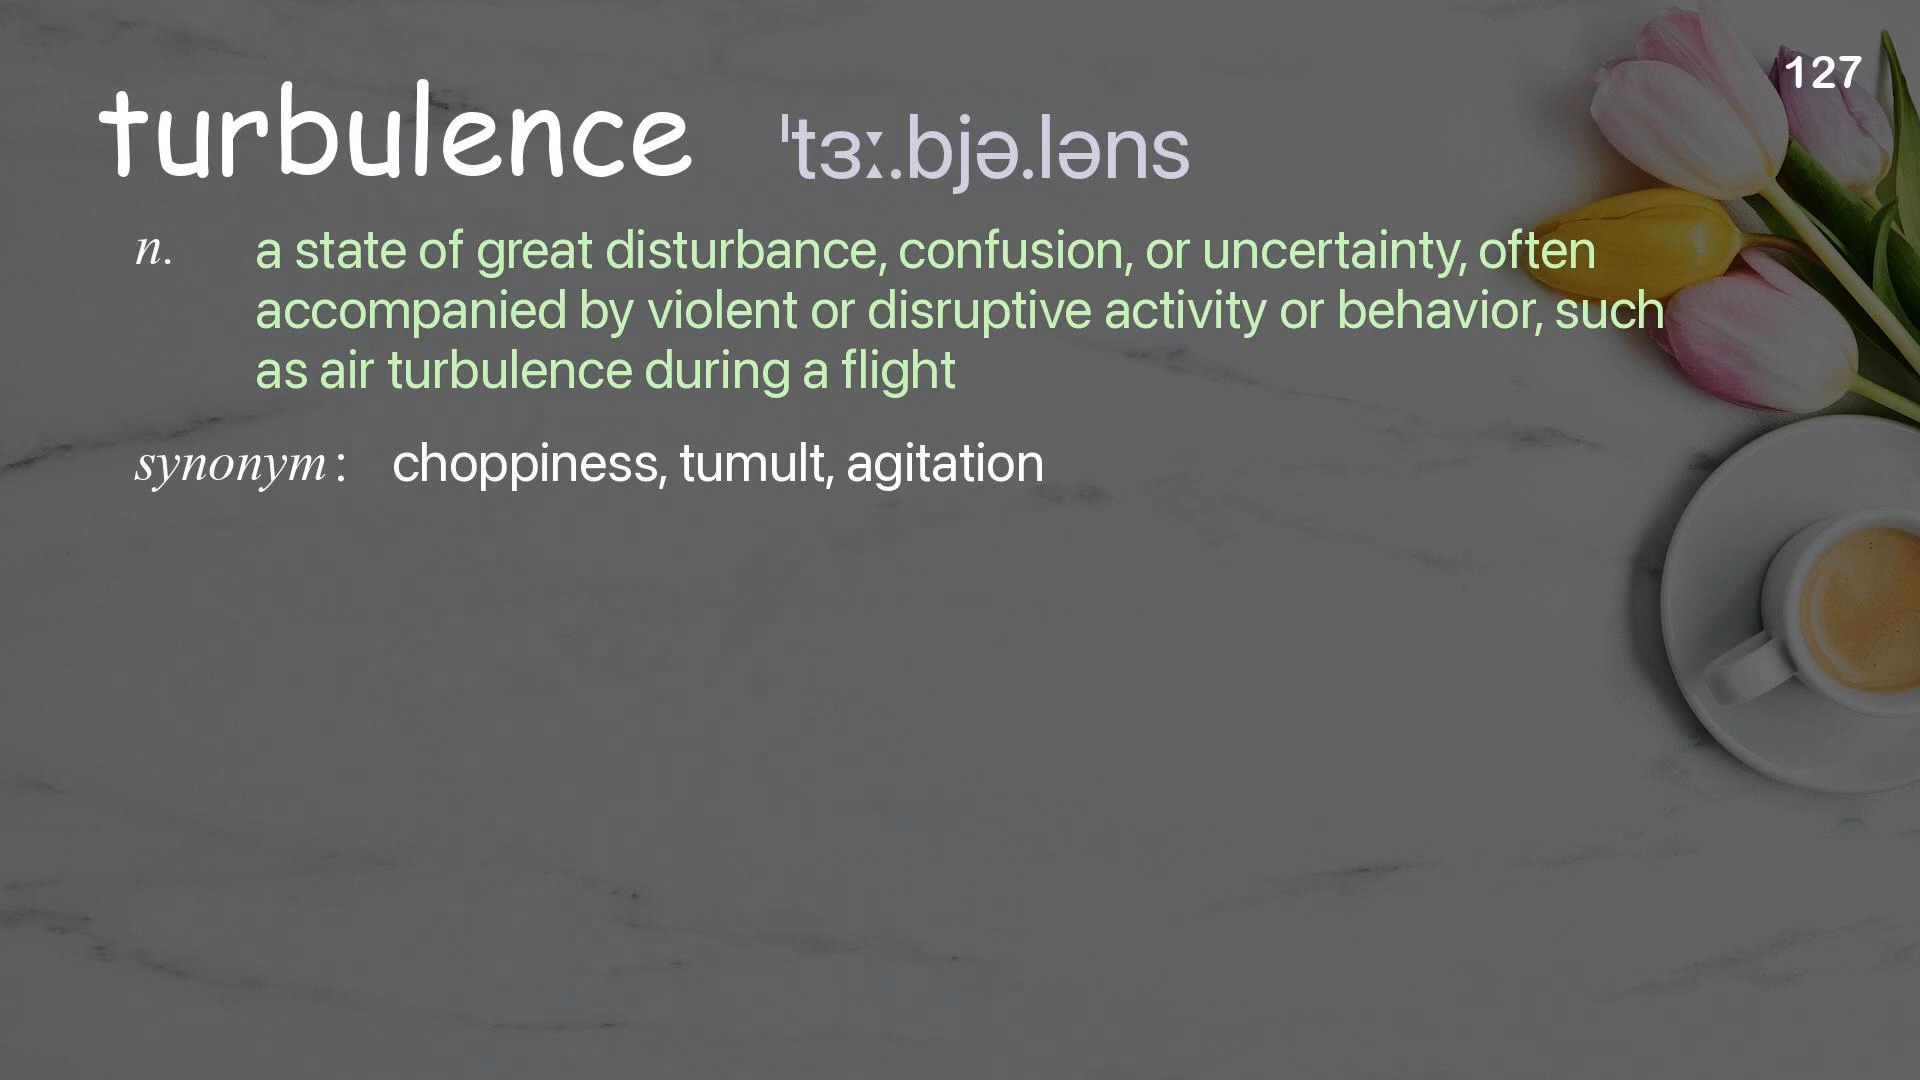 127
turbulence ˈtɜː.bjə.ləns
n. a state of great disturbance, confusion, or uncertainty, often
accompanied by violent or disruptive activity or behavior, such
as air turbulence during a flight
synonym : choppiness, tumult, agitation